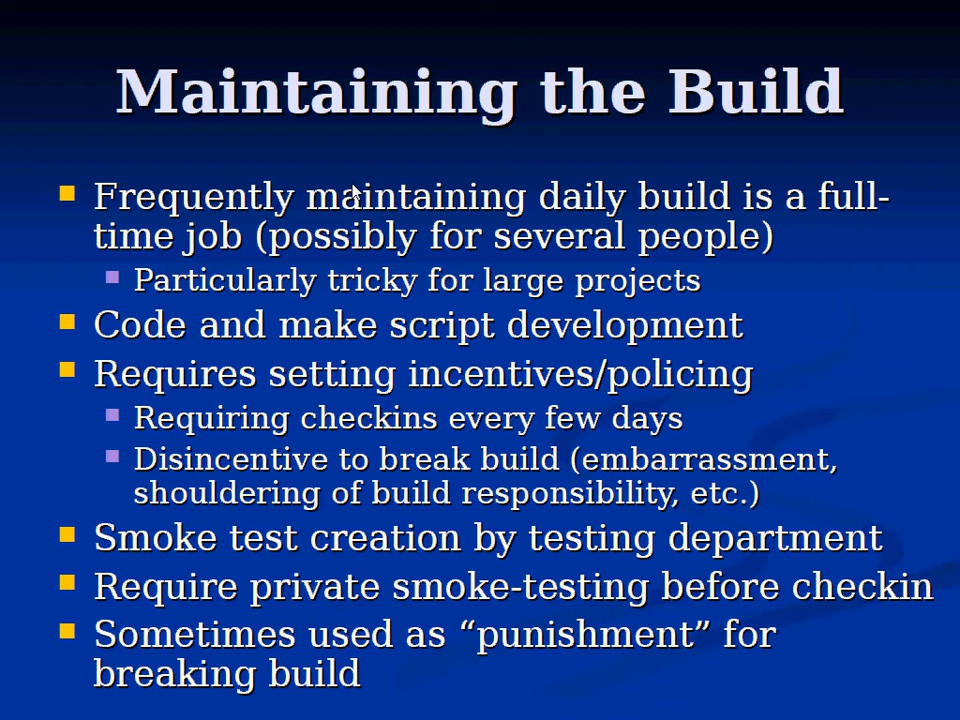 Maintaining the Build
Frequently maintaining daily build is a full-
time job (possibly for several people)
Particularly tricky for large projects
Code and make script development
Requires setting incentives/policing
Requiring checkins every few days
Disincentive to break build (embarrassment,
shouldering of build responsibility, etc.)
Smoke test creation by testing department
Require private smoke-testing before checkin
Sometimes used as “punishment” for
breaking build